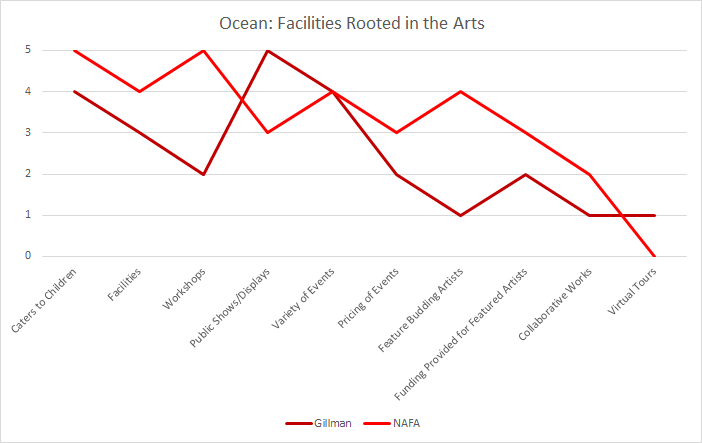 Ocean: Facilities Rooted in the Arts
5
4
3
2
1
0
Caters to Children
Facilities
Workshops
Public Shows/Displays
Variety of Events
Pricing of Events
Feature Budding Artists
Funding Provided for Featured Artists
Collaborative Works
Virtual Tours
Gillman NAFA